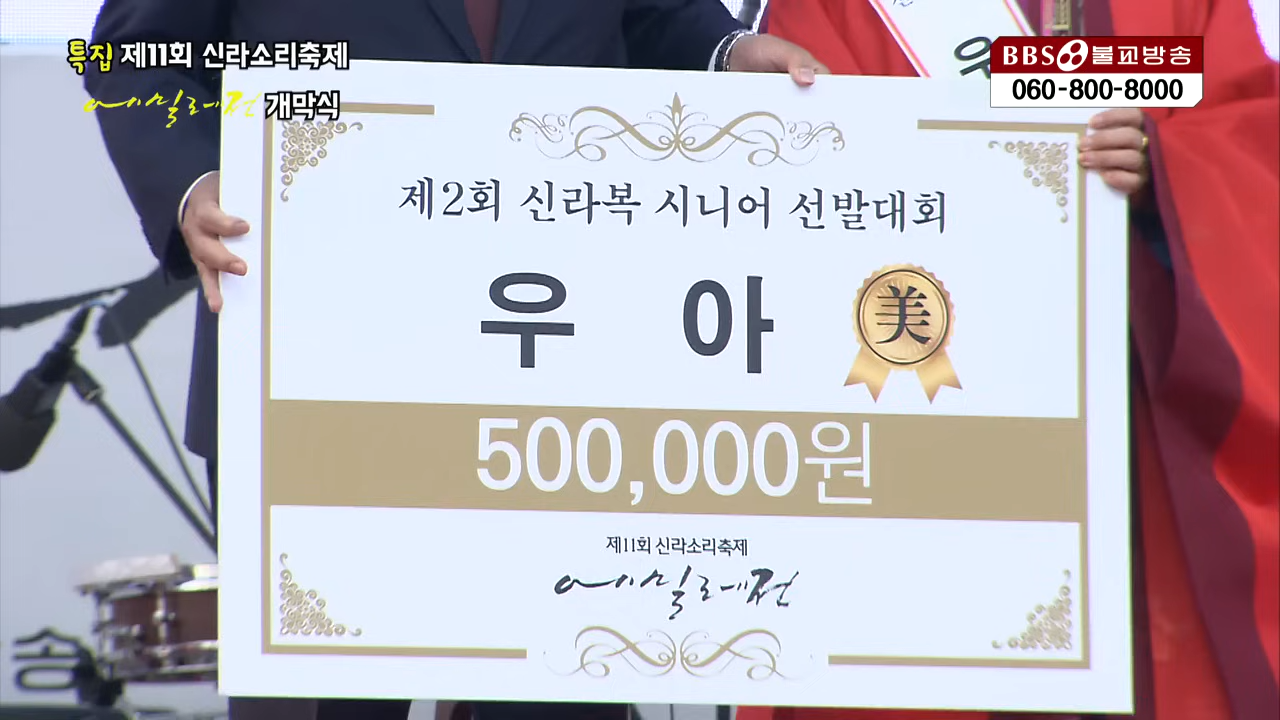 특집 제11회 신라소리축제
에밀레전 개막식
BBS 불교방송
060-800-8000
우
제2회 신라복 시니어 선발대회
우 아
美
500,000원
제11회 신라소리축제
에밀레전
송